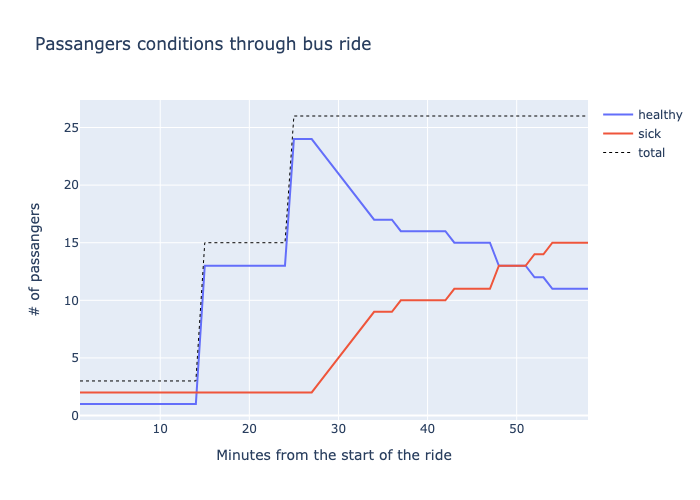 Passangers conditions through bus ride
healthy
sick
total
# of passangers
25
20
15
10
5
0
10
20
30
40
50
Minutes from the start of the ride